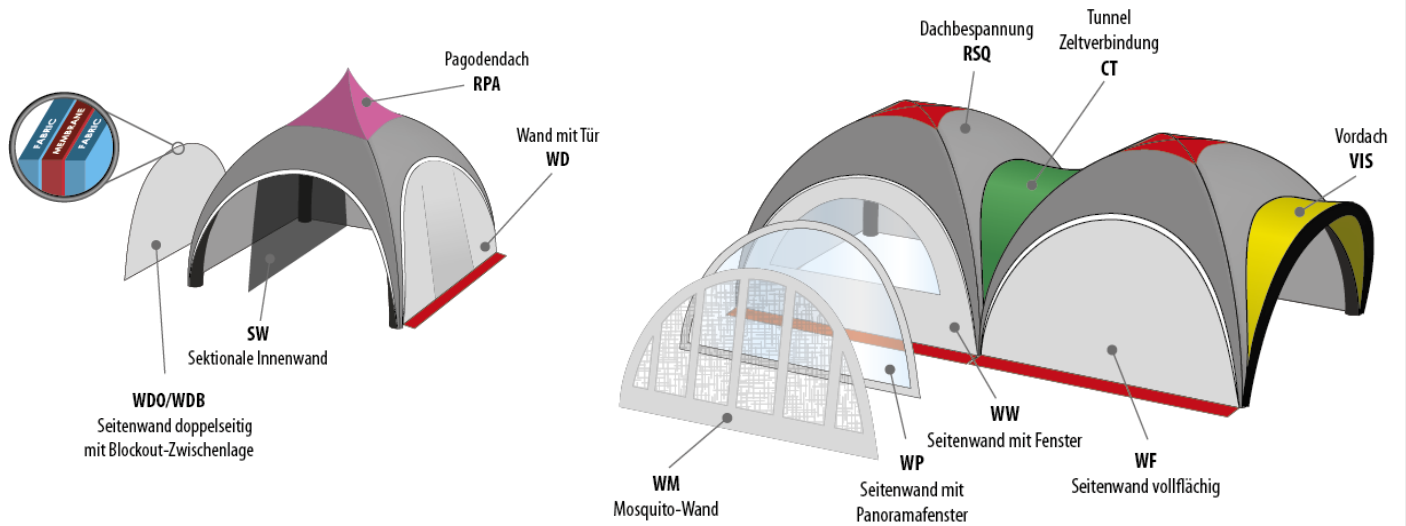 Pagodendach
RPA
FABRIC
MEMBRANE
FABRIC
Wand mit Tür
WD
SW
Sektionale Innenwand
WDO/WDB
Seitenwand doppelseitig
mit Blockout-Zwischenlage
Dachbespannung
RSQ
Tunnel
Zeltverbindung
CT
Vordach
VIS
WW
Seitenwand mit Fenster
WP
Seitenwand mit
Panoramafenster
WF
Seitenwand vollflächig
WM
Mosquito-Wand